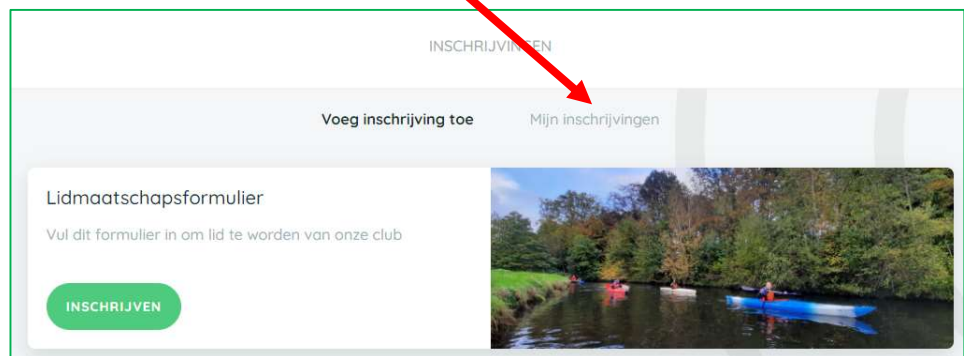 INSCHRIJVINGEN
Voeg inschrijving toe
Mijn inschrijvingen
Lidmaatschapsformulier
Vul dit formulier in om lid te worden van onze club
INSCHRIJVEN